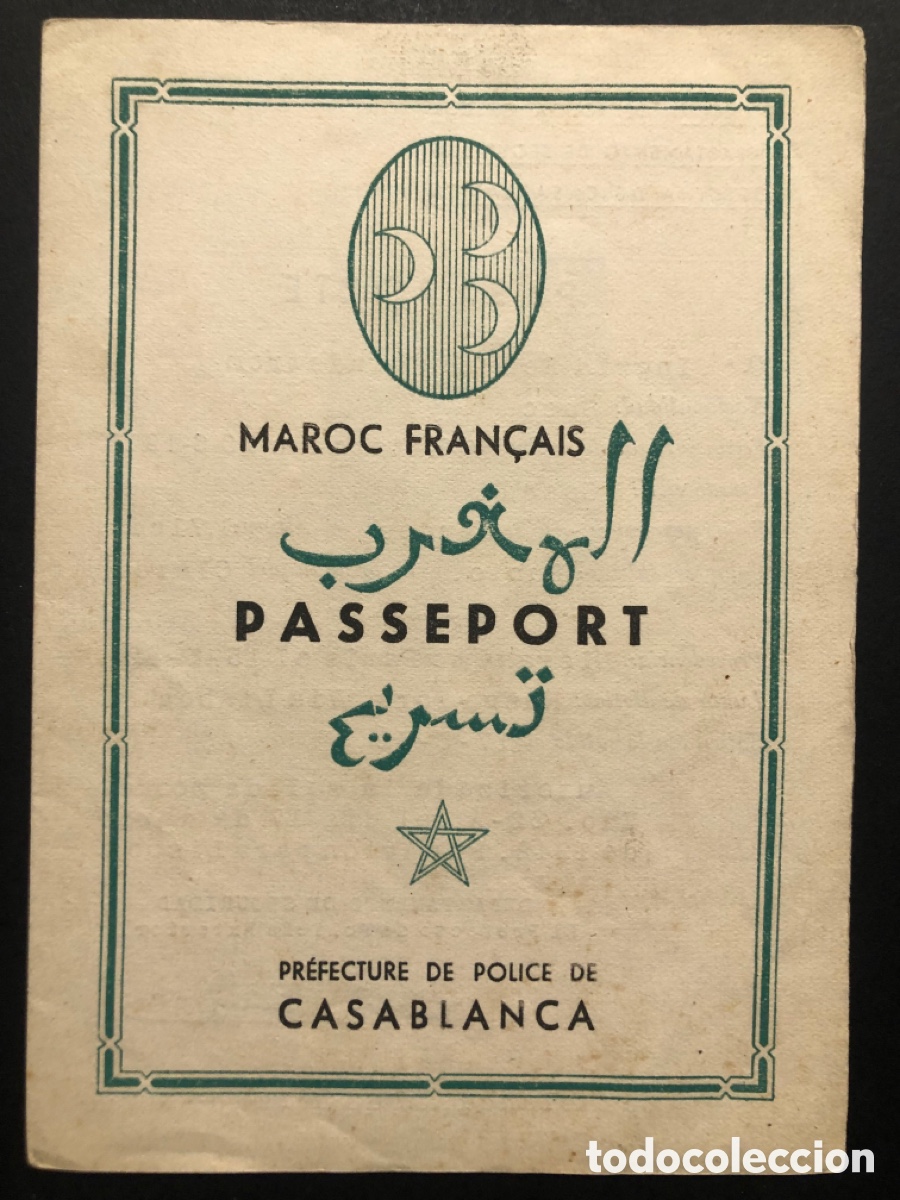 MAROC FRANÇAIS
المغرب
PASSEPORT
تسريح
PRÉFECTURE DE POLICE DE
CASABLANCA
todocoleccion